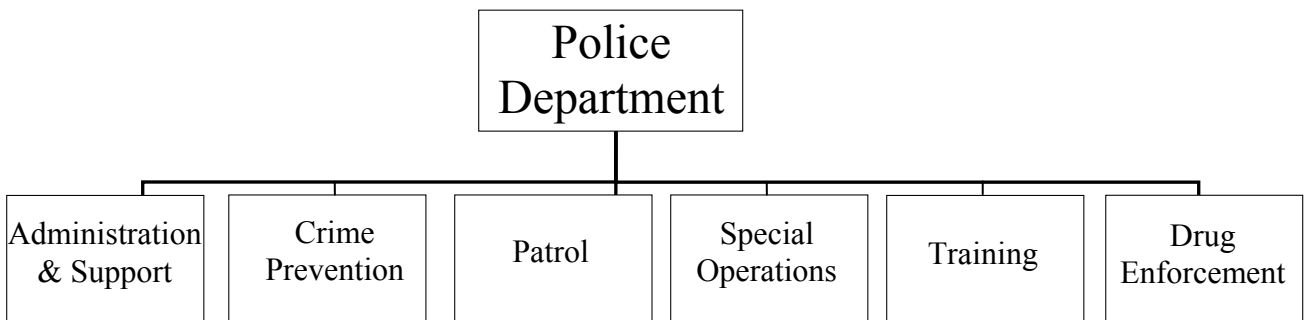 Police
Department
Administration
& Support
Crime
Prevention
Patrol
Special
Operations
Training
Drug
Enforcement